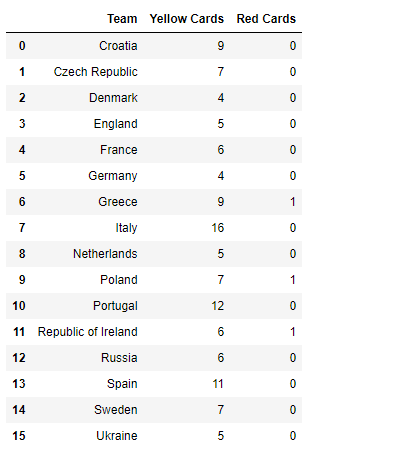 Team Yellow Cards Red Cards
0 Croatia 9 0
1 Czech Republic 7 0
2 Denmark 4 0
3 England 5 0
4 France 6 0
5 Germany 4 0
6 Greece 9 1
7 Italy 16 0
8 Netherlands 5 0
9 Poland 7 1
10 Portugal 12 0
11 Republic of Ireland 6 1
12 Russia 6 0
13 Spain 11 0
14 Sweden 7 0
15 Ukraine 5 0